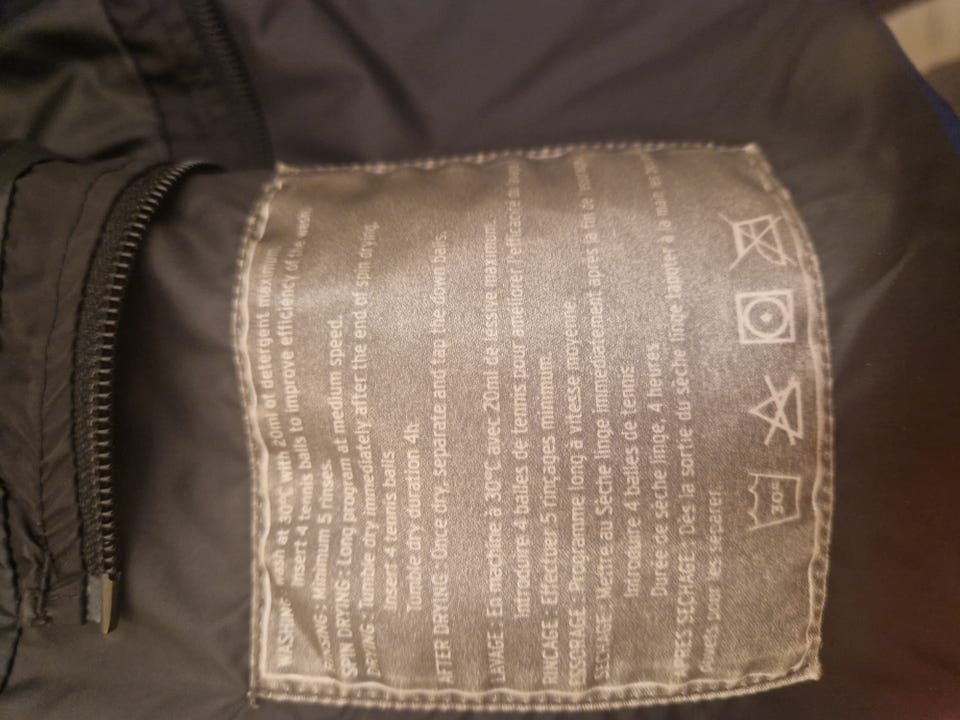 WASHING : Wash at 30°C with 20ml of detergent maximum
Insert 4 tennis balls to improve efficiency of the wash.
RINSING : Minimum 5 rinses.
SPIN DRYING : Long program at medium speed.
DRYING : Tumble dry immediately after the end of spin drying.
Insert 4 tennis balls
Tumbler dry duration 4h.
AFTER DRYING : Once dry, separate and tap the down balls.
LAVAGE : En machine à 30°C avec 20ml de lessive maximum.
Introduire 4 balles de tennis pour améliorer l'efficacité du
RINCAGE : Effectuer 5 rinçages minimum.
ESSORAGE : Programme long à vitesse moyenne.
SECHAGE : Mettre au Sèche linge immédiatement après la fin de
Introduire 4 balles de tennis.
Durée de sèche linge, 4 heures.
APRES SECHAGE : Dès la sortie du sèche linge taper à la main
duvets pour les séparer.
30°